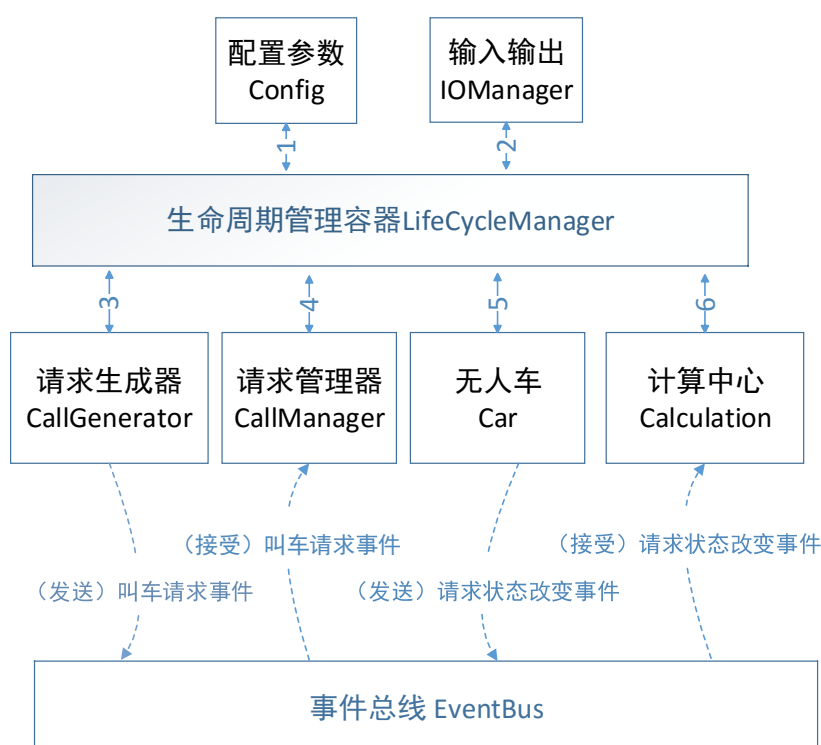 配置参数
Config
输入输出
IOManager
1
2
生命周期管理容器LifeCycleManager
3
4
5
6
请求生成器
CallGenerator
请求管理器
CallManager
无人车
Car
计算中心
Calculation
（接受）叫车请求事件
（接受）请求状态改变事件
（发送）叫车请求事件
（发送）请求状态改变事件
事件总线 EventBus